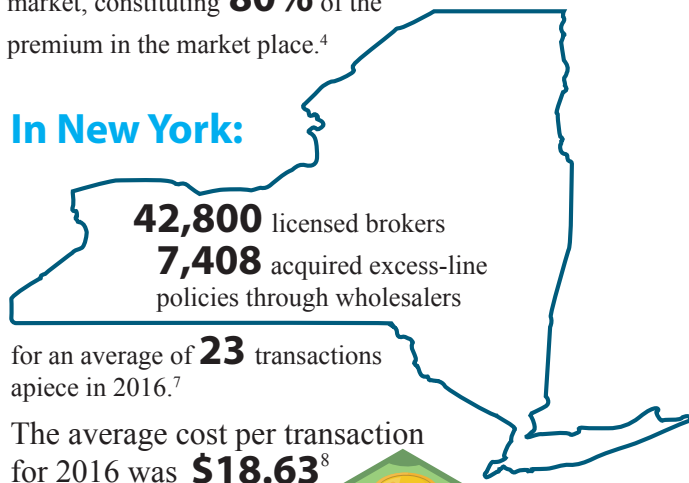 market, constituting 80% of the
premium in the market place.4
In New York:
42,800 licensed brokers
7,408 acquired excess-line
policies through wholesalers
for an average of 23 transactions
apiece in 2016.7
The average cost per transaction
for 2016 was $18.638